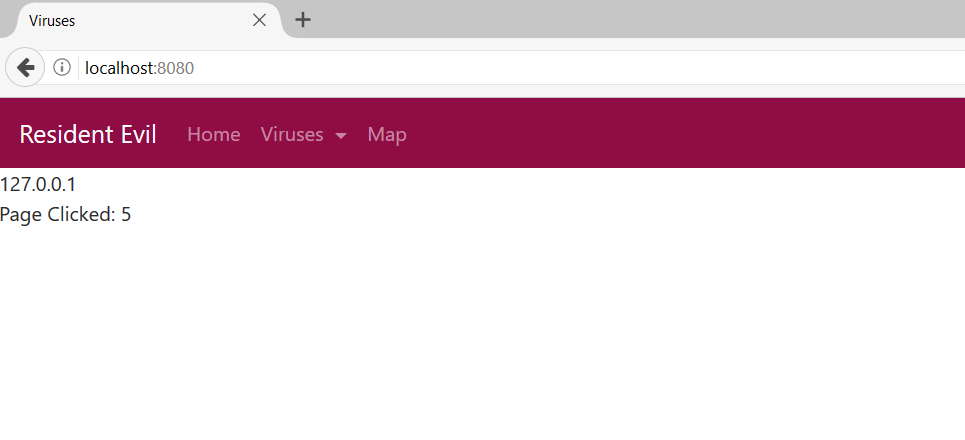 Viruses
localhost:8080
Resident Evil Home Viruses Map
127.0.0.1
Page Clicked: 5